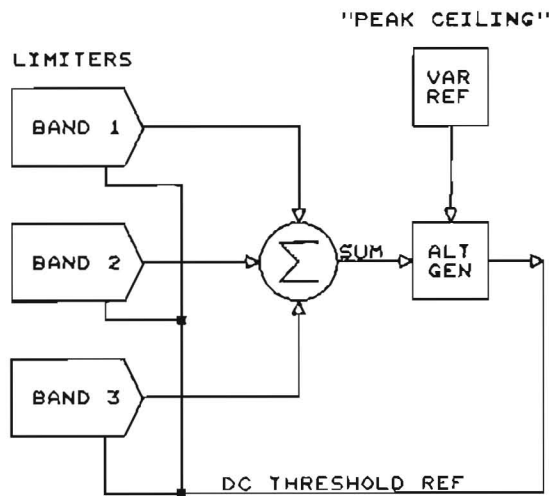 "PEAK CEILING"
LIMITERS
VAR
REF
BAND 1
BAND 2
Σ
SUM
ALT
GEN
BAND 3
DC THRESHOLD REF